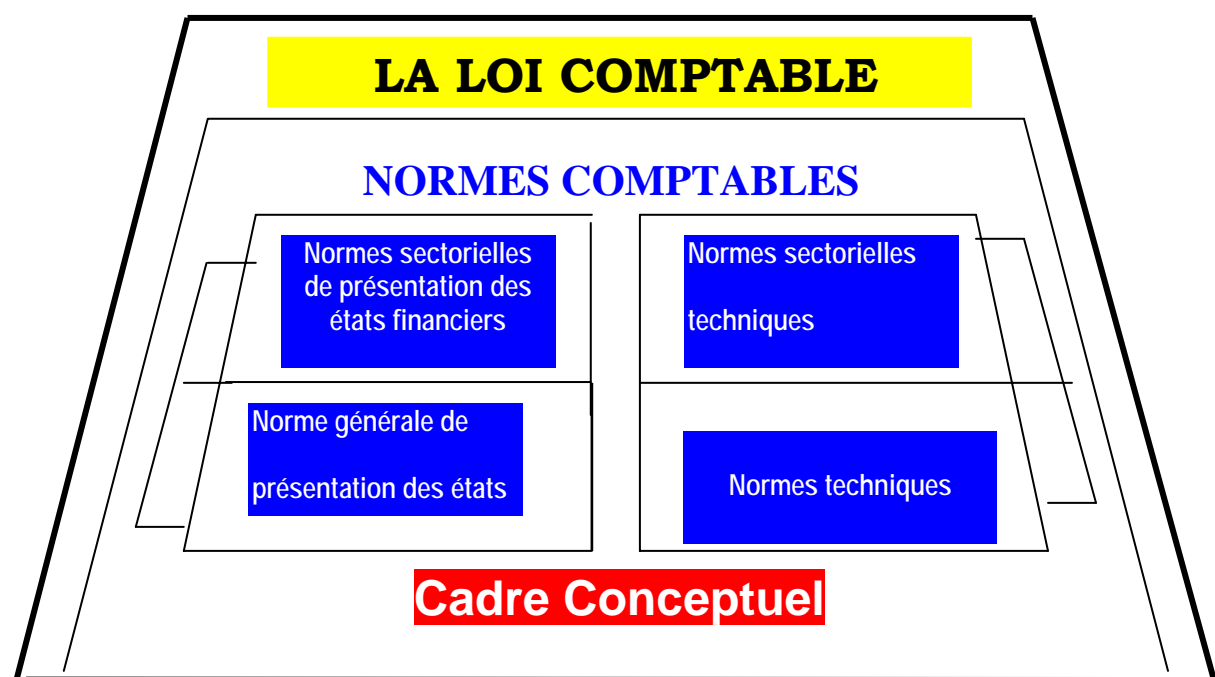 LA LOI COMPTABLE
NORMES COMPTABLES
Normes sectorielles
de présentation des
états financiers
Normes sectorielles
techniques
Norme générale de
présentation des états
Normes techniques
Cadre Conceptuel